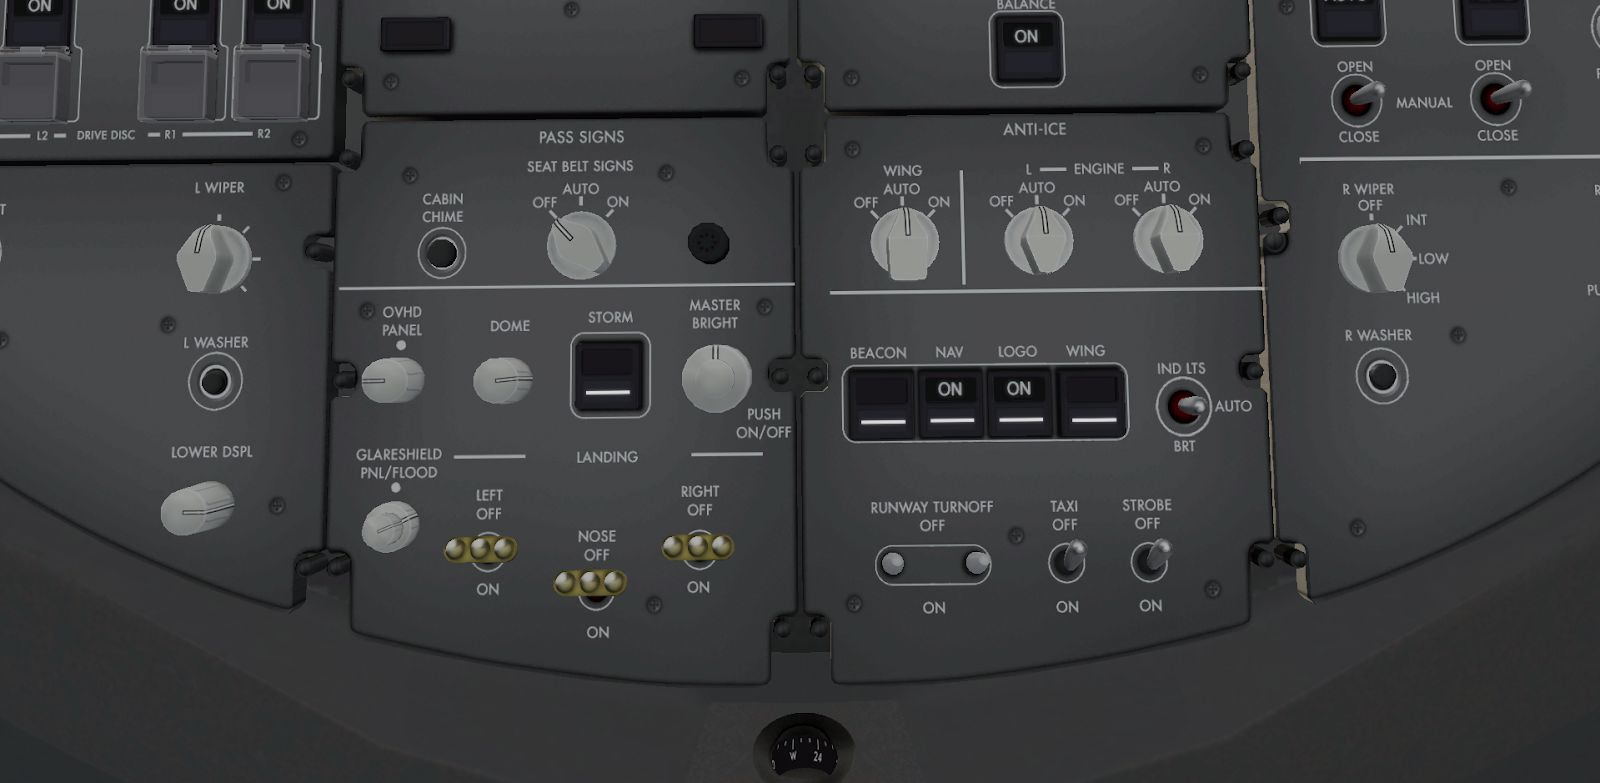 ON
ON
ON
L2
DRIVE DISC
R1
R2
BALANCE
ON
OPEN
MANUAL
CLOSE
OPEN
CLOSE
L WIPER
L WASHER
LOWER DSPL
PASS SIGNS
SEAT BELT SIGNS
OFF
AUTO
ON
CABIN
CHIME
OVHD
PANEL
DOME
STORM
MASTER
BRIGHT
PUSH
ON/OFF
GLARESHIELD
PNL/FLOOD
LANDING
LEFT
OFF
ON
NOSE
OFF
ON
RIGHT
OFF
ON
ANTI-ICE
WING
AUTO
OFF
ON
L
ENGINE
R
OFF
AUTO
ON
OFF
AUTO
ON
BEACON
NAV
LOGO
WING
ON
ON
IND LTS
AUTO
BRT
RUNWAY TURNOFF
OFF
ON
TAXI
OFF
ON
STROBE
OFF
ON
R WIPER
OFF
INT
LOW
HIGH
R WASHER
W
24